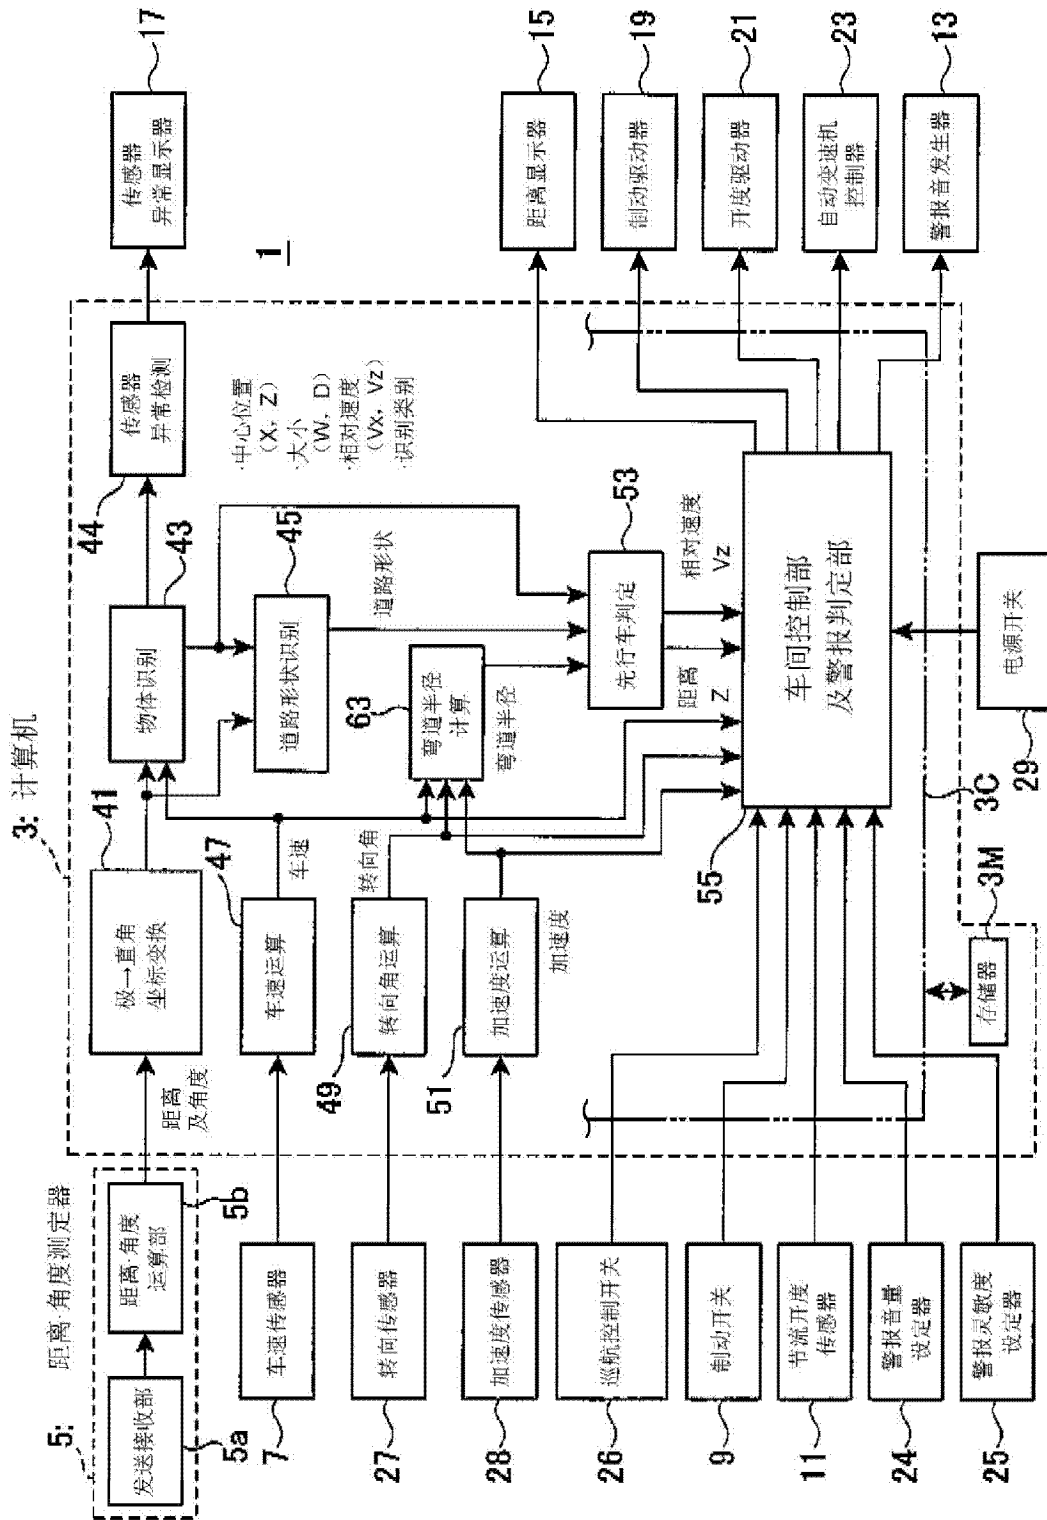 3: 计算机
1
5:
距离·角度测定器
发送接收部
5a
距离·角度
运算部
5b
距离
及角度
极→直角
坐标变换
41
物体识别
43
传感器
异常检测
44
传感器
异常显示器
17
·中心位置
(X, Z)
·大小
(W, D)
·相对速度
(Vx, Vz)
·识别类别
车速传感器
7
车速运算
47
车速
道路形状识别
45
道路形状
转向传感器
27
转向角运算
49
转向角
弯道半径
计算
63
弯道半径
加速度传感器
28
加速度运算
51
加速度
先行车判定
53
距离
Z
相对速度
Vz
巡航控制开关
26
制动开关
9
节流开度
传感器
11
警报音量
设定器
24
警报灵敏度
设定器
25
车间控制部
及警报判定部
55
距离显示器
15
制动驱动器
19
开度驱动器
21
自动变速机
控制器
23
警报音发生器
13
存储器
3M
3C
电源开关
29